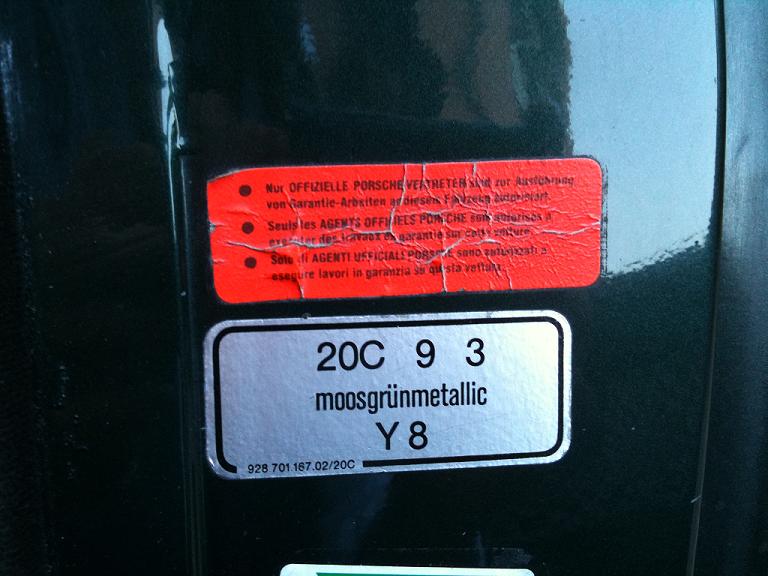 Nur OFFIZIELLE PORSCHE VERTRETER sind zur Ausführung
von Garantie-Arbeiten an diesem Fahrzeug autorisiert.
Seuls les AGENTS OFFICIELS PORSCHE sont autorisés à
exécuter des travaux de garantie sur cette voiture.
Solo gli AGENTI UFFICIALI PORSCHE sono autorizzati a
eseguire lavori in garanzia su questa vettura.
20C 9 3
moosgrünmetallic
Y 8
928 701.167.02/20C